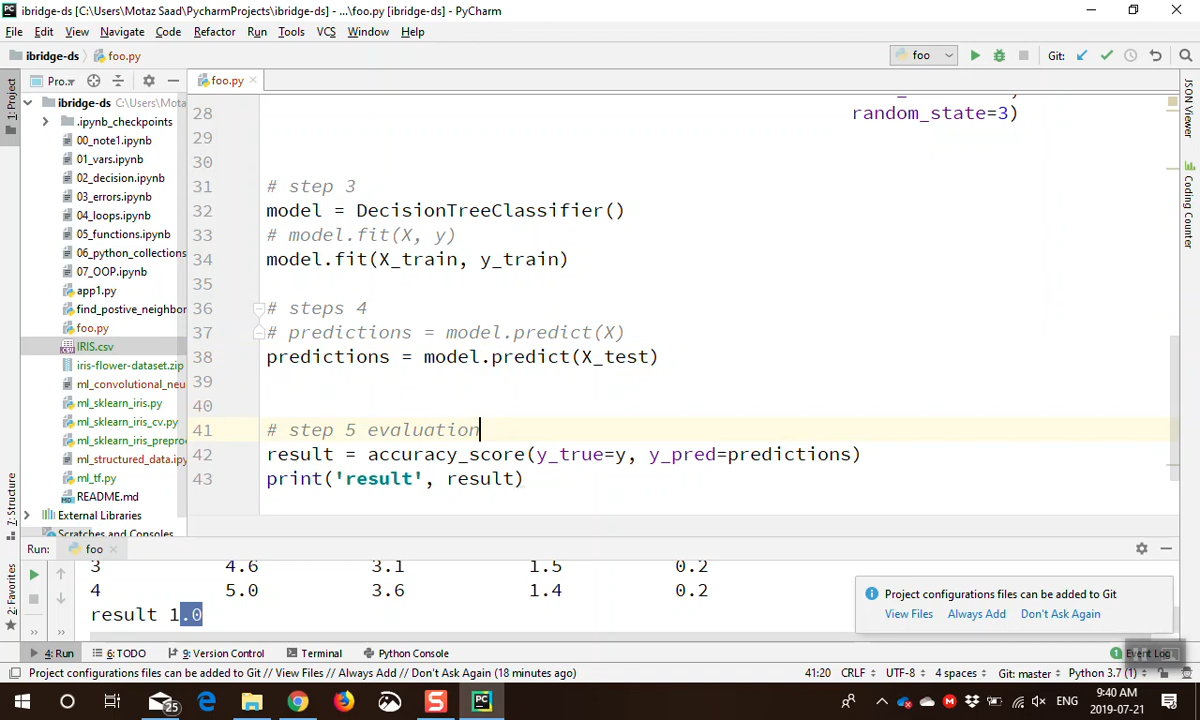 ibridge-ds [C:\Users\Motaz Saad\PycharmProjects\ibridge-ds] - ...\foo.py - PyCharm
File Edit View Navigate Code Refactor Run Tools VCS Window Help
ibridge-ds foo.py foo Git:
1: Project Pro.. foo.py JSON Viewer
ibridge-ds C:\Users\Mota
.ipynb_checkpoints
00_note1.ipynb
01_vars.ipynb
02_decision.ipynb
03_errors.ipynb
04_loops.ipynb
05_functions.ipynb
06_python_collections
07_OOP.ipynb
app1.py
find_postive_neighbor
foo.py
IRIS.csv
iris-flower-dataset.zip
ml_convolutional_neu
ml_sklearn_iris.py
ml_sklearn_iris_cv.py
ml_sklearn_iris_prepro
ml_structured_data.ipy
ml_tf.py
README.md
External Libraries
Scratches and Consoles
28 random_state=3)
29
30
31 # step 3
32 model = DecisionTreeClassifier()
33 # model.fit(X, y)
34 model.fit(X_train, y_train)
35
36 # steps 4
37 # predictions = model.predict(X)
38 predictions = model.predict(X_test)
39
40
41 # step 5 evaluation
42 result = accuracy_score(y_true=y, y_pred=predictions)
43 print('result', result)
Coding Counter
7: Structure
2: Favorites
Run: foo
3 4.6 3.1 1.5 0.2
4 5.0 3.6 1.4 0.2
result 1.0
Project configurations files can be added to Git
View Files Always Add Don't Ask Again
4: Run 6: TODO 9: Version Control Terminal Python Console 1 Event Log
Project configurations files can be added to Git // View Files // Always Add // Don't Ask Again (18 minutes ago) 41:20 CRLF UTF-8 4 spaces Git: master Python 3.7 (1)
25 ENG 9:40 AM
2019-07-21